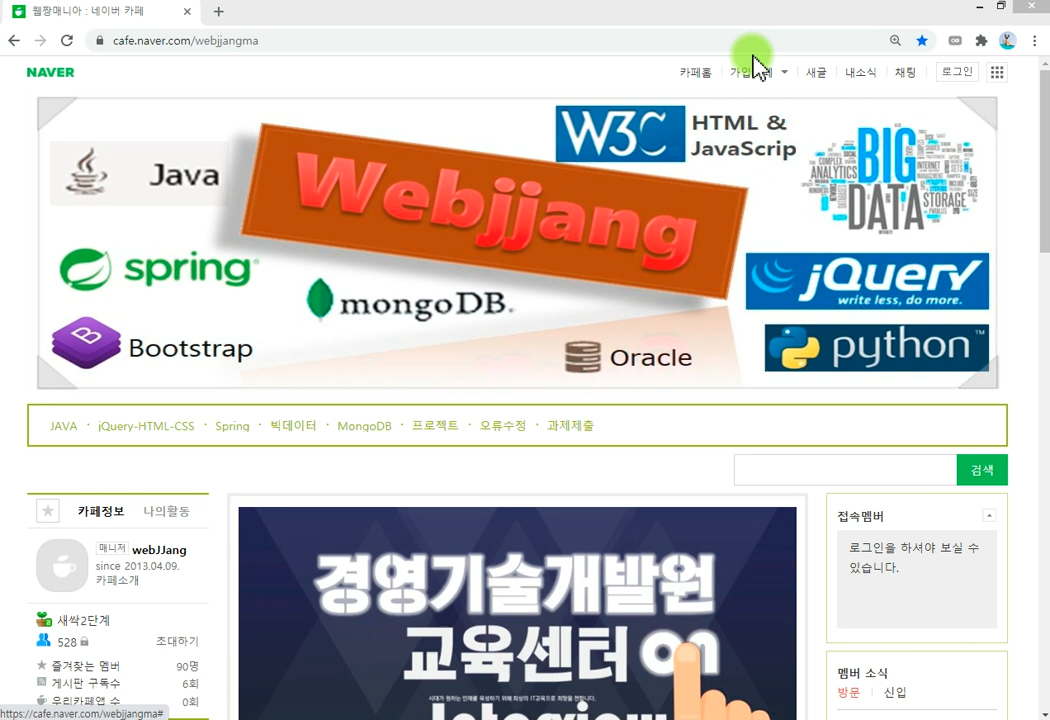 웹짱매니아 : 네이버 카페
cafe.naver.com/webjjangma
NAVER
카페홈
새글
내소식
채팅
로그인
Java
Webjjang
W3C
HTML &
JavaScrip
BIG
DATA
ANALYTICS
STORAGE
spring
mongoDB.
jQuery
write less, do more.
Bootstrap
Oracle
python
JAVA · jQuery-HTML-CSS · Spring · 빅데이터 · MongoDB · 프로젝트 · 오류수정 · 과제제출
검색
카페정보 나의활동
매니저 webJJang
since 2013.04.09.
카페소개
새싹2단계
528 초대하기
즐겨찾는 멤버 90명
게시판 구독수 6회
우리카페앱 수 0회
경영기술개발원
교육센터 on
접속멤버
로그인을 하셔야 보실 수
있습니다.
멤버 소식
방문 신입
https://cafe.naver.com/webjjangma#